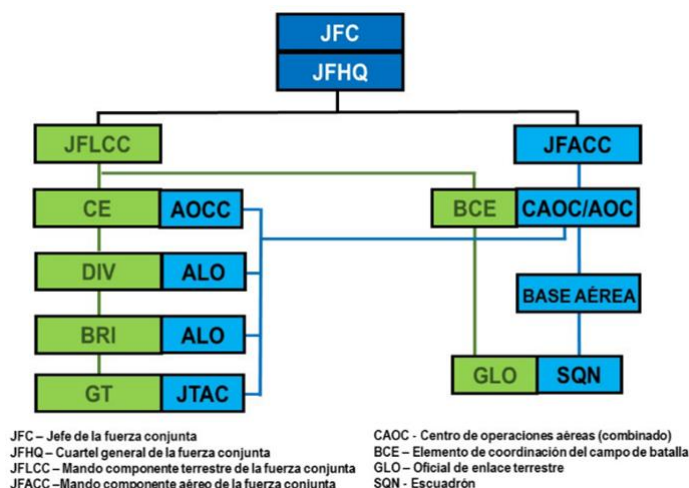 JFC
JFHQ
JFLCC
JFACC
CE
AOCC
BCE
CAOC/AOC
DIV
ALO
BASE AÉREA
BRI
ALO
GLO
SQN
GT
JTAC
JFC – Jefe de la fuerza conjunta
JFHQ – Cuartel general de la fuerza conjunta
JFLCC – Mando componente terrestre de la fuerza conjunta
JFACC –Mando componente aéreo de la fuerza conjunta
CAOC - Centro de operaciones aéreas (combinado)
BCE – Elemento de coordinación del campo de batalla
GLO – Oficial de enlace terrestre
SQN - Escuadrón